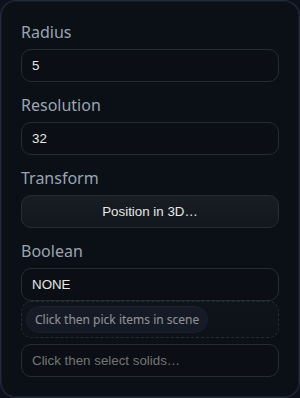 Radius
5
Resolution
32
Transform
Position in 3D…
Boolean
NONE
Click then pick items in scene
Click then select solids…